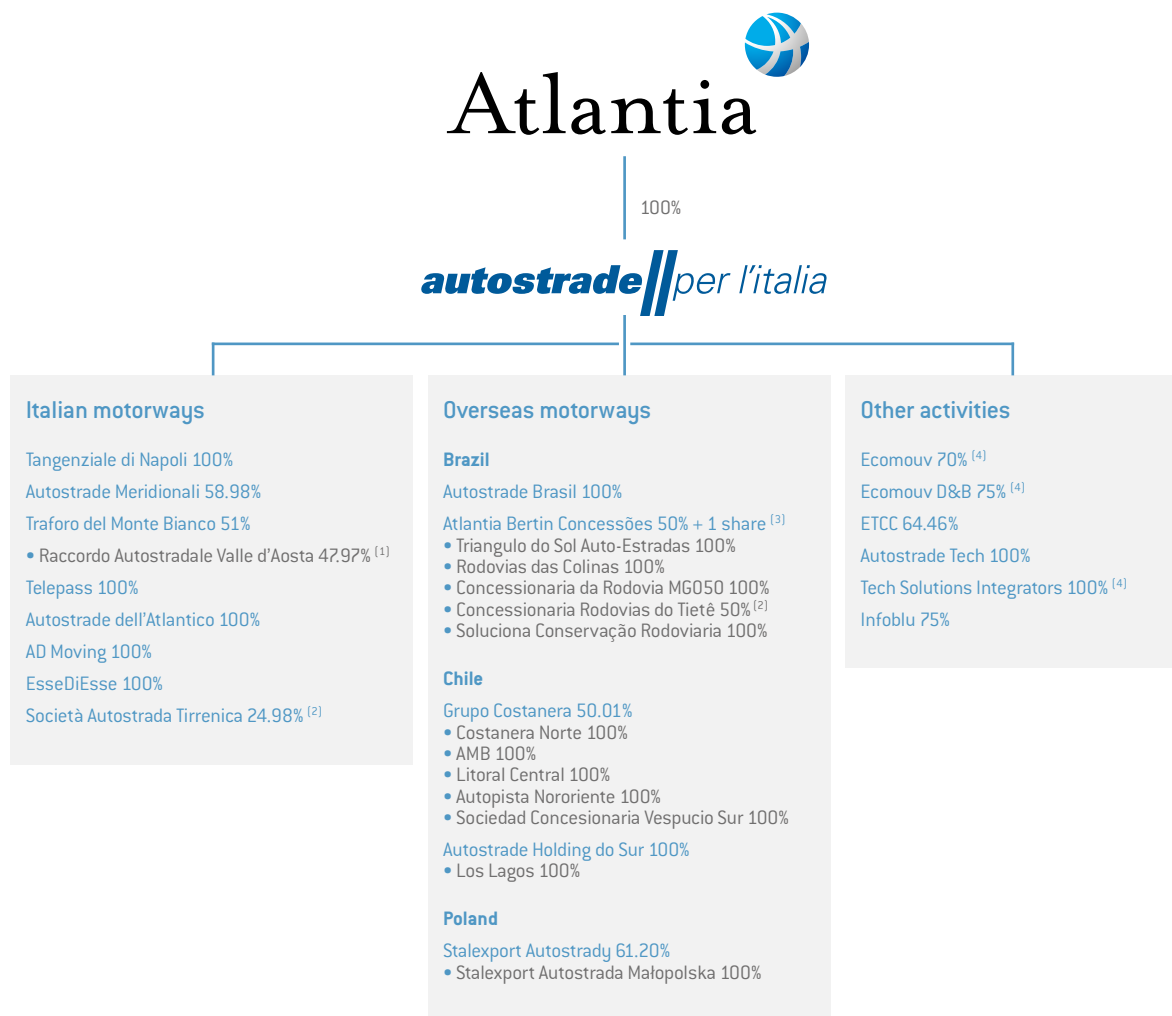 Atlantia
100%
autostrade per l'italia
Italian motorways
Tangenziale di Napoli 100%
Autostrade Meridionali 58.98%
Traforo del Monte Bianco 51%
• Raccordo Autostradale Valle d'Aosta 47.97% (1)
Telepass 100%
Autostrade dell'Atlantico 100%
AD Moving 100%
EsseDiEsse 100%
Società Autostrada Tirrenica 24.98% (2)
Overseas motorways
Brazil
Autostrade Brasil 100%
Atlantia Bertin Concessões 50% + 1 share (3)
• Triangulo do Sol Auto-Estradas 100%
• Rodovias das Colinas 100%
• Concessionaria da Rodovia MG050 100%
• Concessionaria Rodovias do Tietê 50% (2)
• Soluciona Conservação Rodoviaria 100%
Chile
Grupo Costanera 50.01%
• Costanera Norte 100%
• AMB 100%
• Litoral Central 100%
• Autopista Nororiente 100%
• Sociedad Concesionaria Vespucio Sur 100%
Autostrade Holding do Sur 100%
• Los Lagos 100%
Poland
Stalexport Autostrady 61.20%
• Stalexport Autostrada Małopolska 100%
Other activities
Ecomouv 70% (4)
Ecomouv D&B 75% (4)
ETCC 64.46%
Autostrade Tech 100%
Tech Solutions Integrators 100% (4)
Infoblu 75%